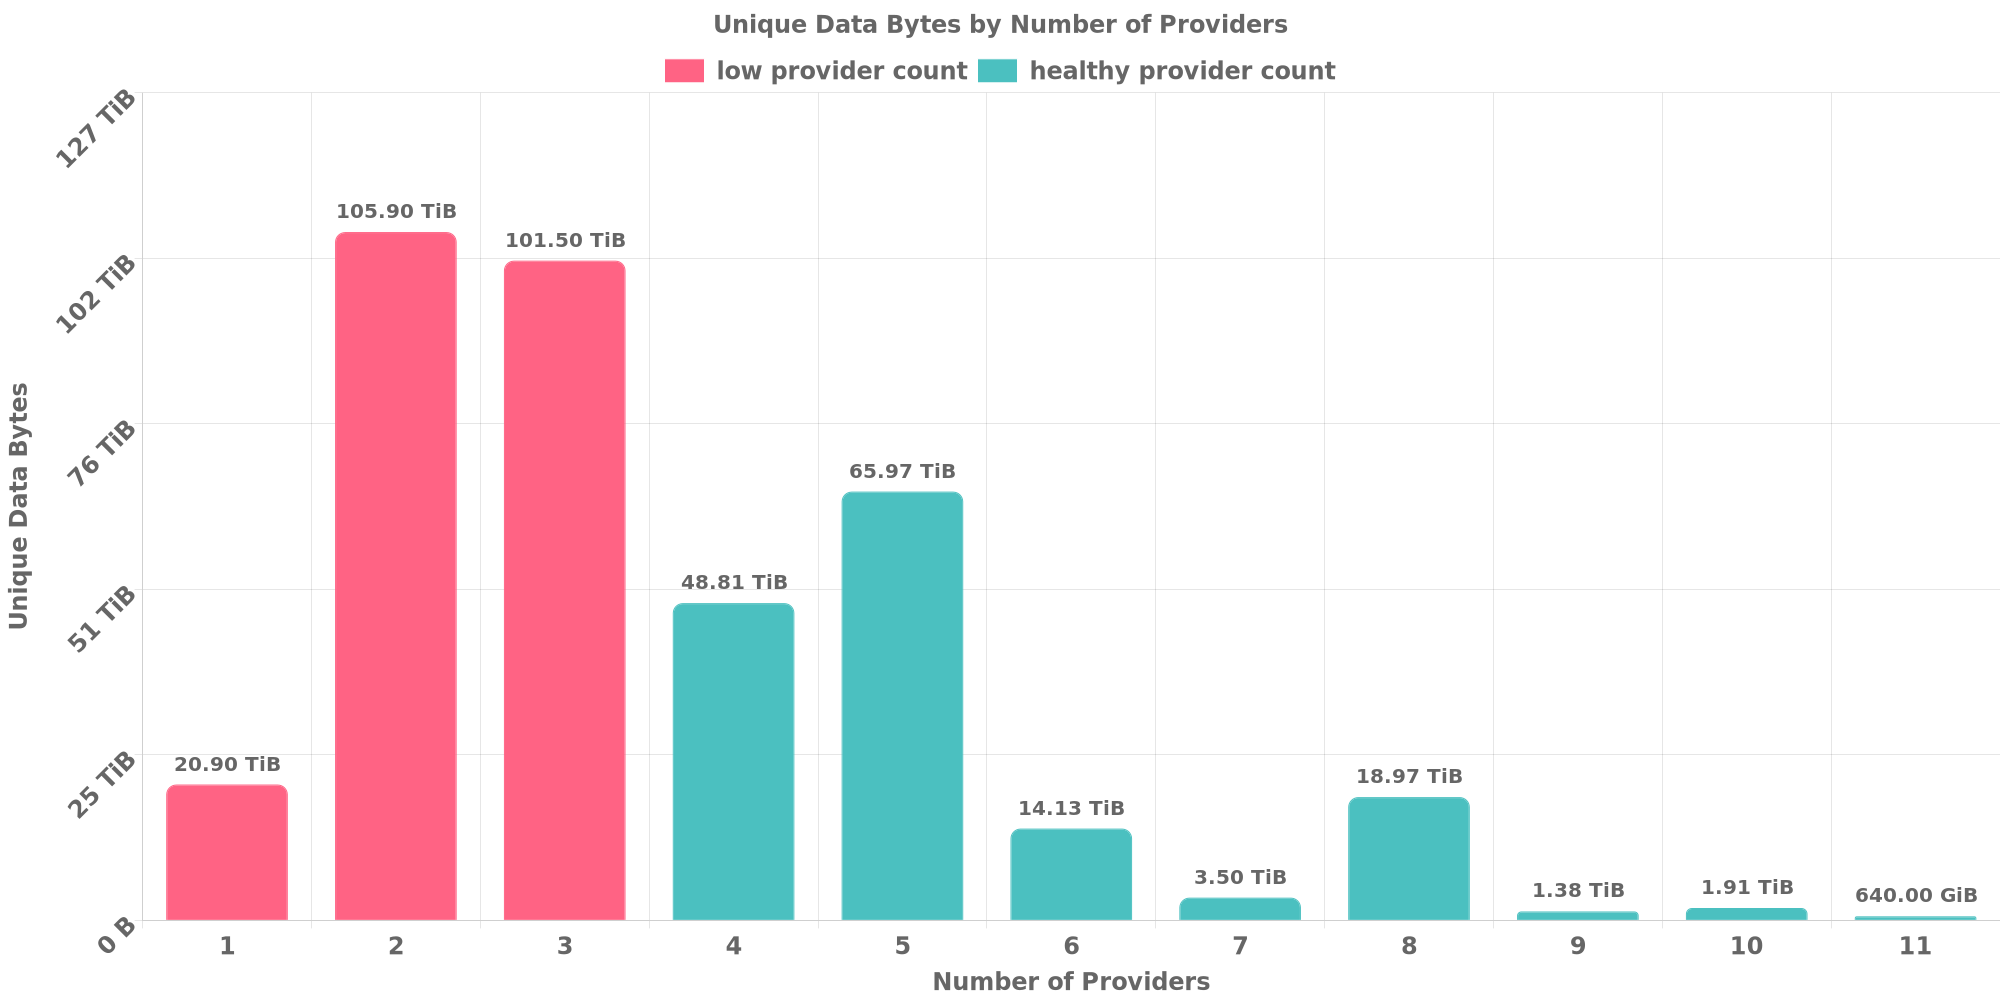 Unique Data Bytes by Number of Providers
low provider count healthy provider count
127 TiB
102 TiB
76 TiB
51 TiB
25 TiB
0 B
Unique Data Bytes
20.90 TiB
105.90 TiB
101.50 TiB
48.81 TiB
65.97 TiB
14.13 TiB
3.50 TiB
18.97 TiB
1.38 TiB
1.91 TiB
640.00 GiB
1 2 3 4 5 6 7 8 9 10 11
Number of Providers